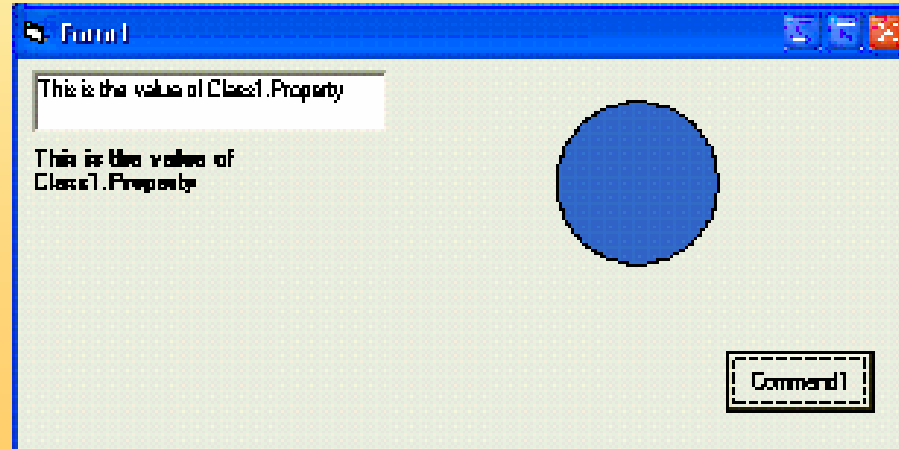 Form1
This is the value of Class1.Property
This is the value of
Class1.Property
Command1